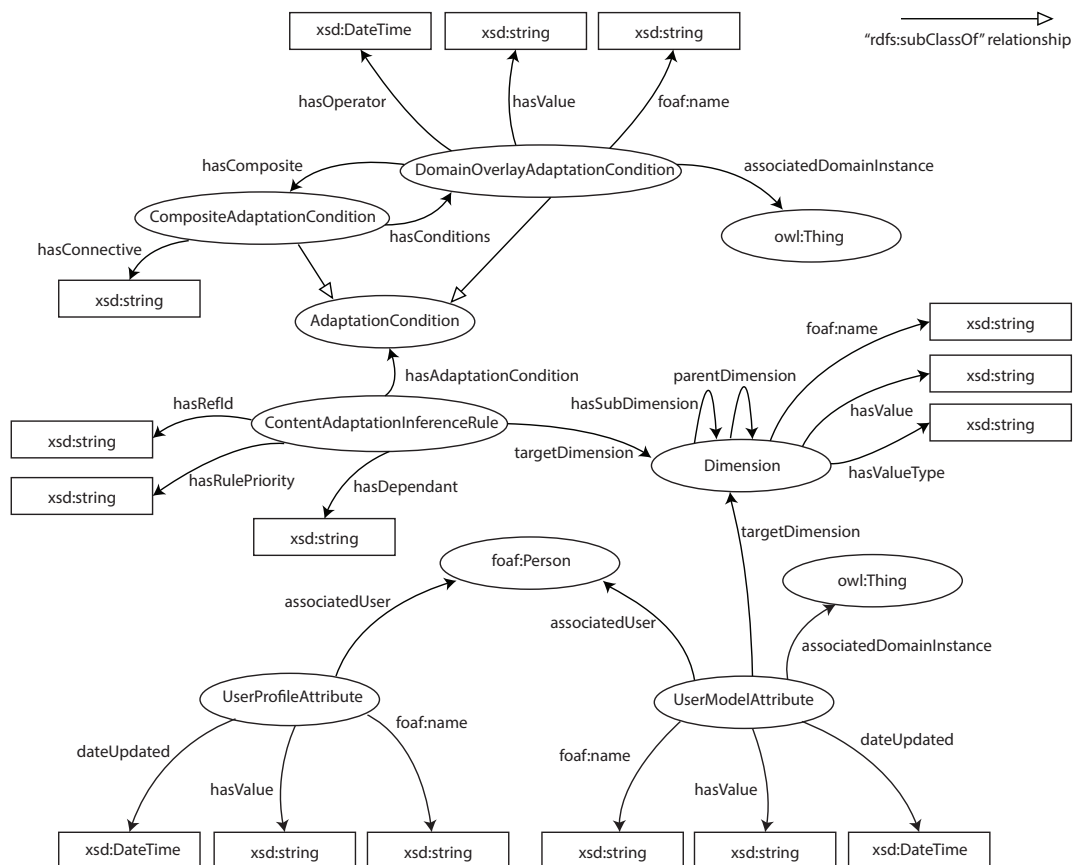 xsd:DateTime
xsd:string
xsd:string
"rdfs:subClassOf" relationship
hasOperator
hasValue
foaf:name
hasComposite
DomainOverlayAdaptationCondition
associatedDomainInstance
CompositeAdaptationCondition
hasConditions
owl:Thing
hasConnective
xsd:string
AdaptationCondition
foaf:name
xsd:string
hasAdaptationCondition
parentDimension
xsd:string
hasSubDimension
hasValue
hasRefId
ContentAdaptationInferenceRule
xsd:string
xsd:string
targetDimension
Dimension
hasValueType
hasRulePriority
xsd:string
hasDependant
xsd:string
targetDimension
foaf:Person
owl:Thing
associatedUser
associatedUser
associatedDomainInstance
UserProfileAttribute
UserModelAttribute
foaf:name
dateUpdated
hasValue
foaf:name
hasValue
dateUpdated
xsd:DateTime
xsd:string
xsd:string
xsd:string
xsd:string
xsd:DateTime